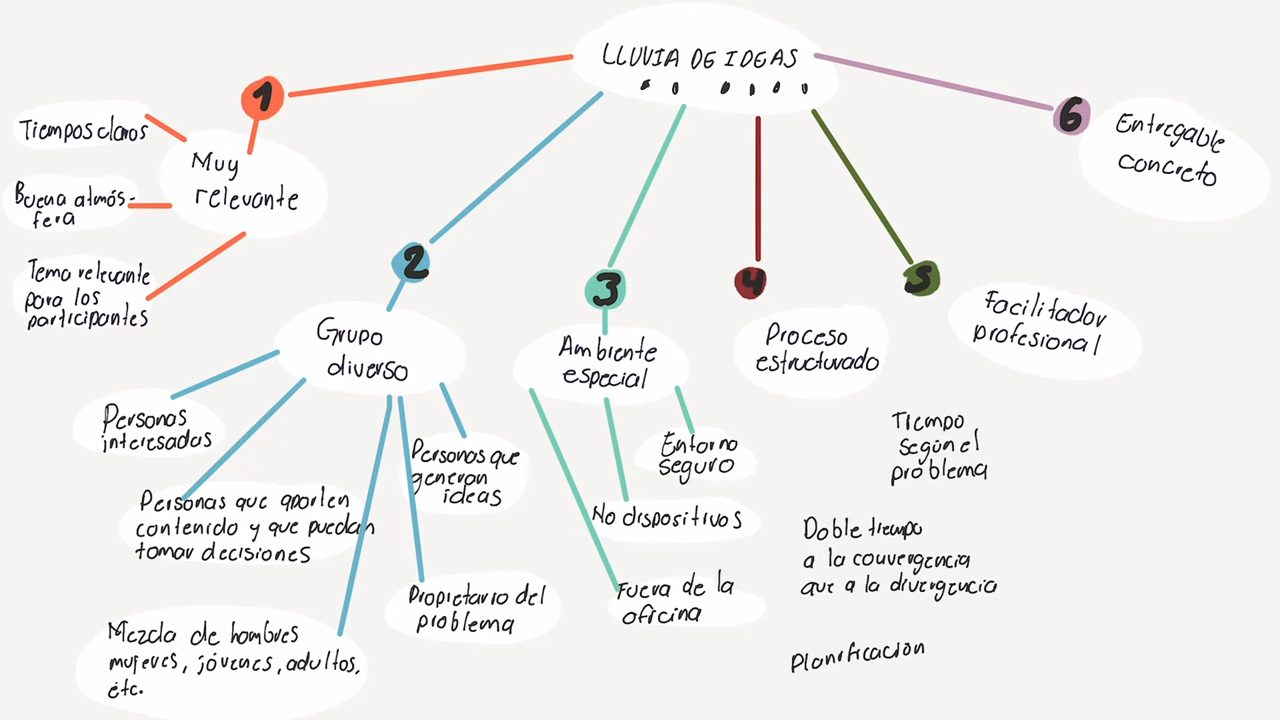 LLUVIA DE IDEAS
1
Muy
relevante
Tiempos claros
Buena atmós-
fera
Tema relevante
para los
participantes
2
Grupo
diverso
Personas
interesadas
Personas que aporten
contenido y que puedan
tomar decisiones
Mezcla de hombres
mujeres, jóvenes, adultos,
etc.
Propietario del
problema
Personas que
generan
ideas
3
Ambiente
especial
Fuera de la
oficina
No dispositivos
Entorno
seguro
4
Proceso
estructurado
Tiempo
según el
problema
Doble tiempo
a la convergencia
que a la divergencia
Planificación
5
Facilitador
profesional
6
Entregable
concreto